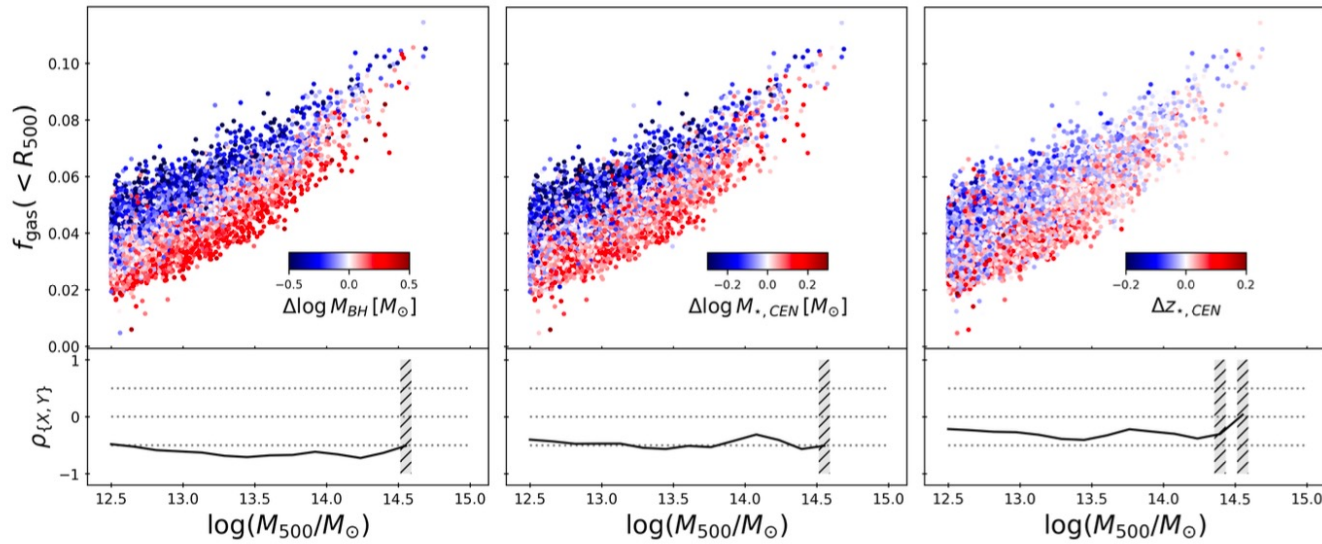 f_gas(< R_500)
0.10
0.08
0.06
0.04
0.02
0.00
−0.5 0.0 0.5
Δlog M_BH [M_⊙]
−0.2 0.0 0.2
Δlog M_⋆,CEN [M_⊙]
−0.2 0.0 0.2
Δz_⋆,CEN
ρ_{X,Y}
1
0
−1
12.5 13.0 13.5 14.0 14.5 15.0
log(M_500/M_⊙)
12.5 13.0 13.5 14.0 14.5 15.0
log(M_500/M_⊙)
12.5 13.0 13.5 14.0 14.5 15.0
log(M_500/M_⊙)